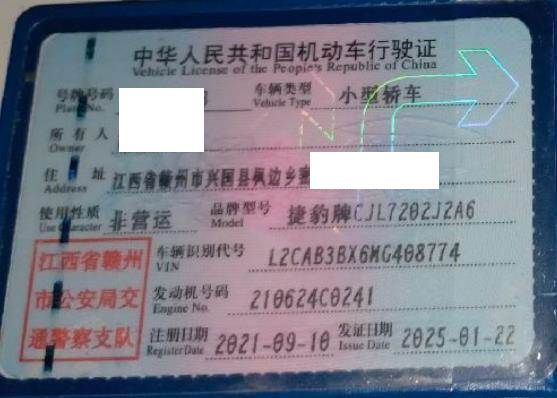 中华人民共和国机动车行驶证
Vehicle License of the People's Republic of China
号牌号码 车辆类型 小型轿车
Plate No. Vehicle Type
所有人
Owner
住址 江西省赣州市兴国县枫边乡
Address
使用性质 非营运 品牌型号 捷豹牌CJL7202J2A6
Use Character Model
江西省赣州
市公安局交
通警察支队
车辆识别代号 L2CAB3BX6MG408774
VIN
发动机号码 210624C0241
Engine No.
注册日期 2021-09-10 发证日期 2025-01-22
Register Date Issue Date